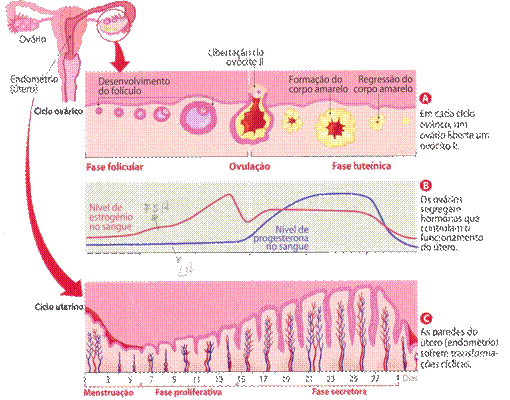 Ovário
Endométrio
(útero)
Ciclo ovárico
Libertação do
ovócito II
Desenvolvimento
do folículo
Formação do
corpo amarelo
Regressão do
corpo amarelo
Fase folicular
Ovulação
Fase luteínica
A
Em cada ciclo
ovárico, um
ovário liberta um
ovócito II.
Nível de
estrogénio
no sangue
FSH
LH
Nível de
progesterona
no sangue
B
Os ovários
segregam
hormonas que
controlam o
funcionamento
do útero.
Ciclo uterino
C
As paredes do
útero (endométrio)
sofrem transforma-
ções cíclicas.
1 3 5 7 9 11 13 15 17 19 21 23 25 27 1 Dias
Menstruação
Fase proliferativa
Fase secretora